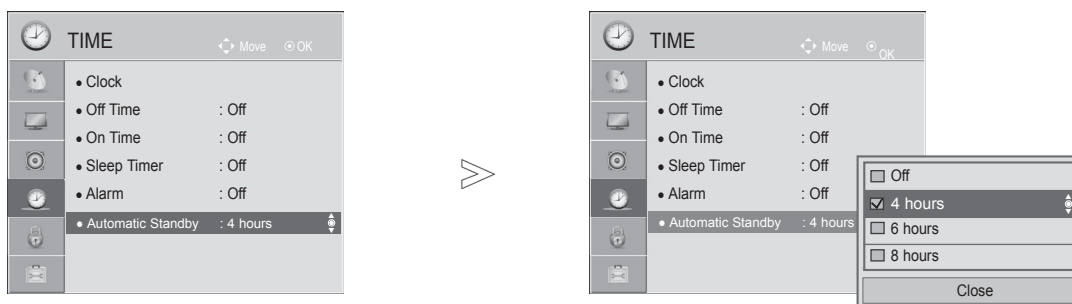 TIME
Move
OK
• Clock
• Off Time : Off
• On Time : Off
• Sleep Timer : Off
• Alarm : Off
• Automatic Standby : 4 hours
TIME
Move
OK
• Clock
• Off Time : Off
• On Time : Off
• Sleep Timer : Off
• Alarm : Off
• Automatic Standby : 4 hours
Off
4 hours
6 hours
8 hours
Close